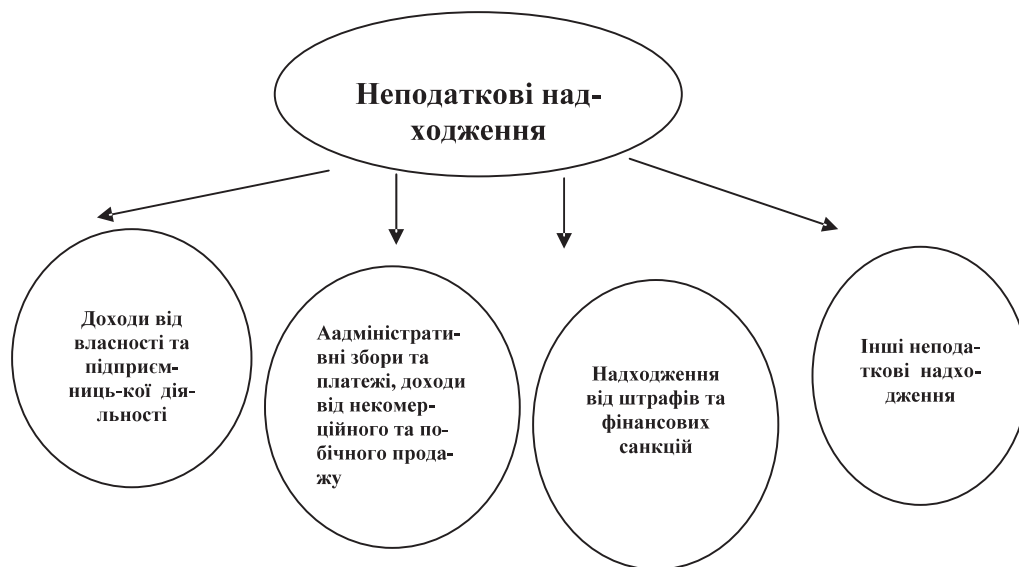 Неподаткові над-
ходження
Доходи від
власності та
підприєм-
ниць-кої дія-
льності
Аадміністрати-
вні збори та
платежі, доходи
від некомер-
ційного та по-
бічного прода-
жу
Надходження
від штрафів та
фінансових
санкцій
Інші непода-
ткові надхо-
дження